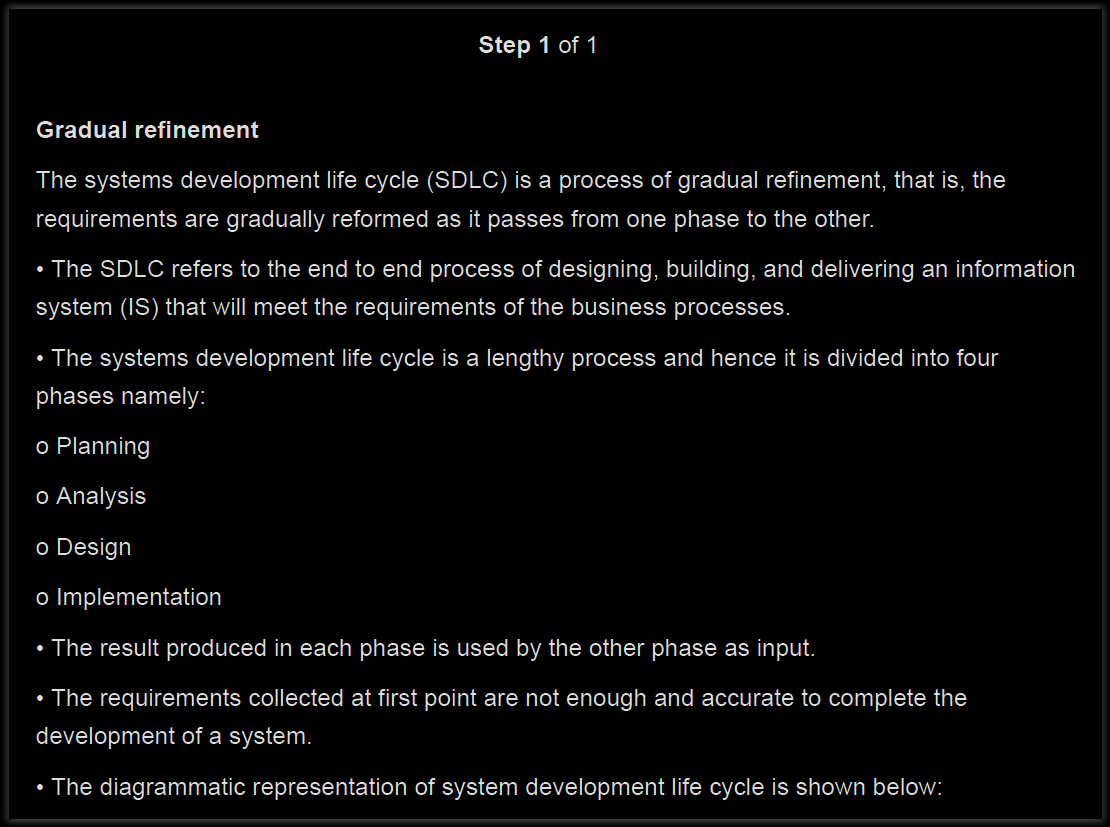 Step 1 of 1
Gradual refinement
The systems development life cycle (SDLC) is a process of gradual refinement, that is, the
requirements are gradually reformed as it passes from one phase to the other.
• The SDLC refers to the end to end process of designing, building, and delivering an information
system (IS) that will meet the requirements of the business processes.
• The systems development life cycle is a lengthy process and hence it is divided into four
phases namely:
o Planning
o Analysis
o Design
o Implementation
• The result produced in each phase is used by the other phase as input.
• The requirements collected at first point are not enough and accurate to complete the
development of a system.
• The diagrammatic representation of system development life cycle is shown below: